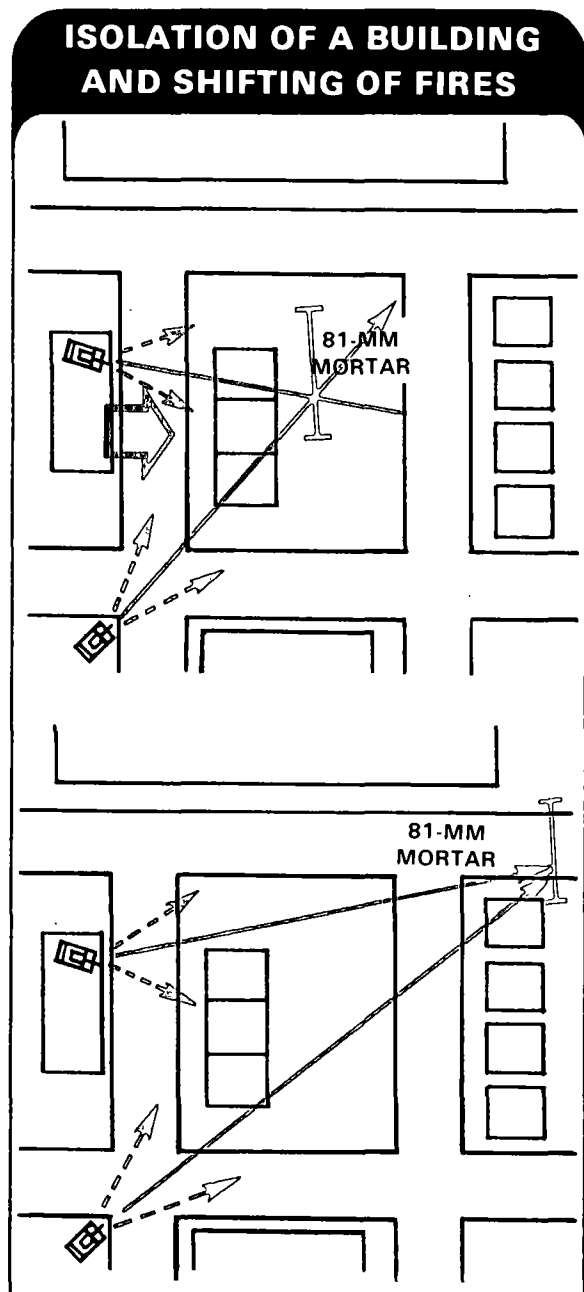 ISOLATION OF A BUILDING
AND SHIFTING OF FIRES
81-MM
MORTAR
81-MM
MORTAR